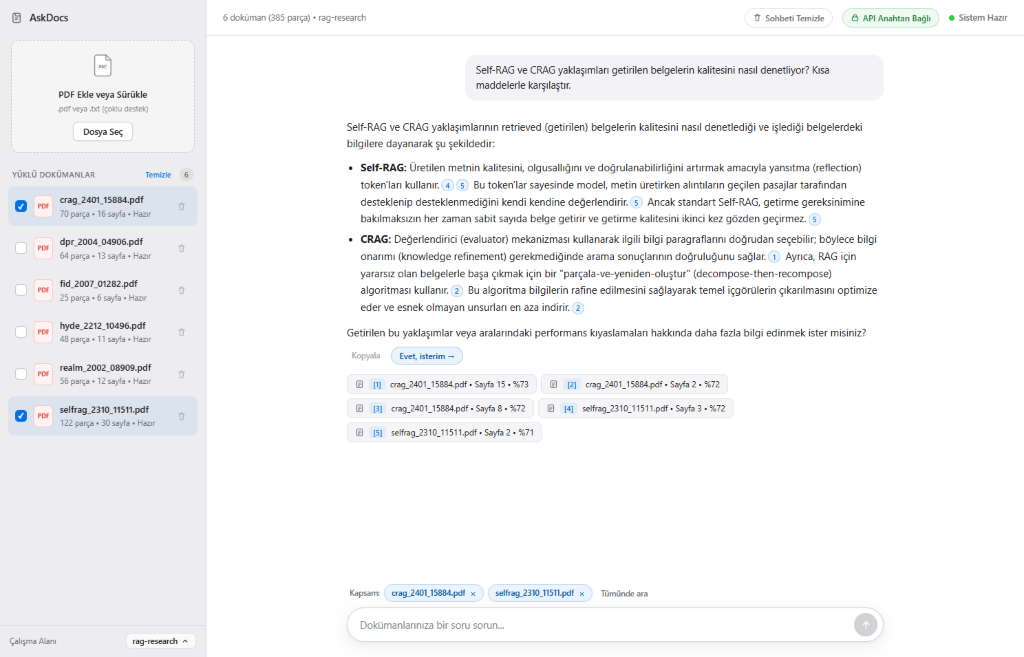 AskDocs
PDF
PDF Ekle veya Sürükle
.pdf veya .txt (çoklu destek)
Dosya Seç
YÜKLÜ DOKÜMANLAR Temizle 6
PDF crag_2401_15884.pdf
70 parça • 16 sayfa • Hazır
PDF dpr_2004_04906.pdf
64 parça • 13 sayfa • Hazır
PDF fid_2007_01282.pdf
25 parça • 6 sayfa • Hazır
PDF hyde_2212_10496.pdf
48 parça • 11 sayfa • Hazır
PDF realm_2002_08909.pdf
56 parça • 12 sayfa • Hazır
PDF selfrag_2310_11511.pdf
122 parça • 30 sayfa • Hazır
Çalışma Alanı rag-research
6 doküman (385 parça) • rag-research Sohbeti Temizle API Anahtarı Bağlı Sistem Hazır
Self-RAG ve CRAG yaklaşımları getirilen belgelerin kalitesini nasıl denetliyor? Kısa
maddelerle karşılaştır.
Self-RAG ve CRAG yaklaşımlarının retrieved (getirilen) belgelerin kalitesini nasıl denetlediği ve işlediği belgelerdeki
bilgilere dayanarak şu şekildedir:
• Self-RAG: Üretilen metnin kalitesini, olgusallığını ve doğrulanabilirliğini artırmak amacıyla yansıtma (reflection)
token'ları kullanır. 4 5 Bu token'lar sayesinde model, metin üretirken alıntıların geçilen pasajlar tarafından
desteklenip desteklenmediğini kendi kendine değerlendirir. 5 Ancak standart Self-RAG, getirme gereksinimine
bakılmaksızın her zaman sabit sayıda belge getirir ve getirme kalitesini ikinci kez gözden geçirmez. 5
• CRAG: Değerlendirici (evaluator) mekanizması kullanarak ilgili bilgi paragraflarını doğrudan seçebilir; böylece bilgi
onarımı (knowledge refinement) gerekmediğinde arama sonuçlarının doğruluğunu sağlar. 1 Ayrıca, RAG için
yararsız olan belgelerle başa çıkmak için bir "parçala-ve-yeniden-oluştur" (decompose-then-recompose)
algoritması kullanır. 2 Bu algoritma bilgilerin rafine edilmesini sağlayarak temel içgörülerin çıkarılmasını optimize
eder ve esnek olmayan unsurları en aza indirir. 2
Getirilen bu yaklaşımlar veya aralarındaki performans kıyaslamaları hakkında daha fazla bilgi edinmek ister misiniz?
Kopyala Evet, isterim →
[1] crag_2401_15884.pdf • Sayfa 15 • %73 [2] crag_2401_15884.pdf • Sayfa 2 • %72
[3] crag_2401_15884.pdf • Sayfa 8 • %72 [4] selfrag_2310_11511.pdf • Sayfa 3 • %72
[5] selfrag_2310_11511.pdf • Sayfa 2 • %71
Kapsam: crag_2401_15884.pdf × selfrag_2310_11511.pdf × Tümünde ara
Dokümanlarınıza bir soru sorun...